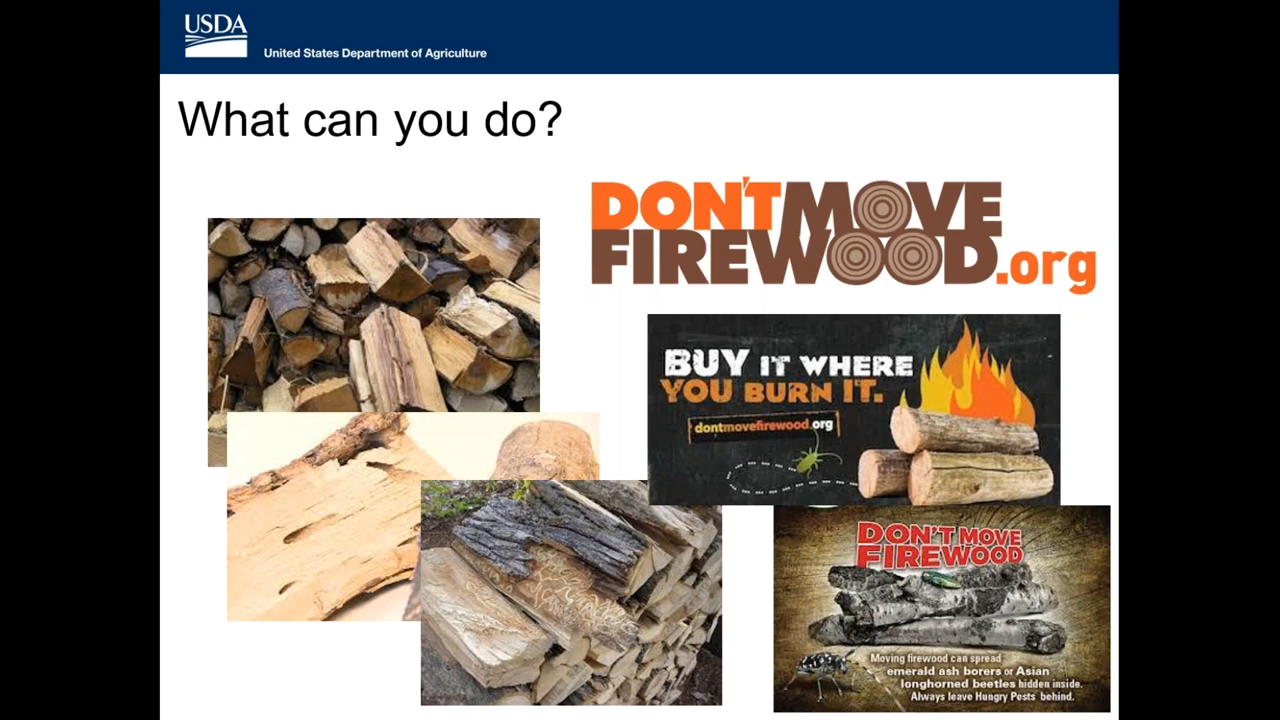 USDA
United States Department of Agriculture
What can you do?
DON'T MOVE
FIREWOOD.org
BUY IT WHERE
YOU BURN IT.
dontmovefirewood.org
DON'T MOVE
FIREWOOD
Moving firewood can spread
emerald ash borers or Asian
longhorned beetles hidden inside.
Always leave Hungry Pests behind.